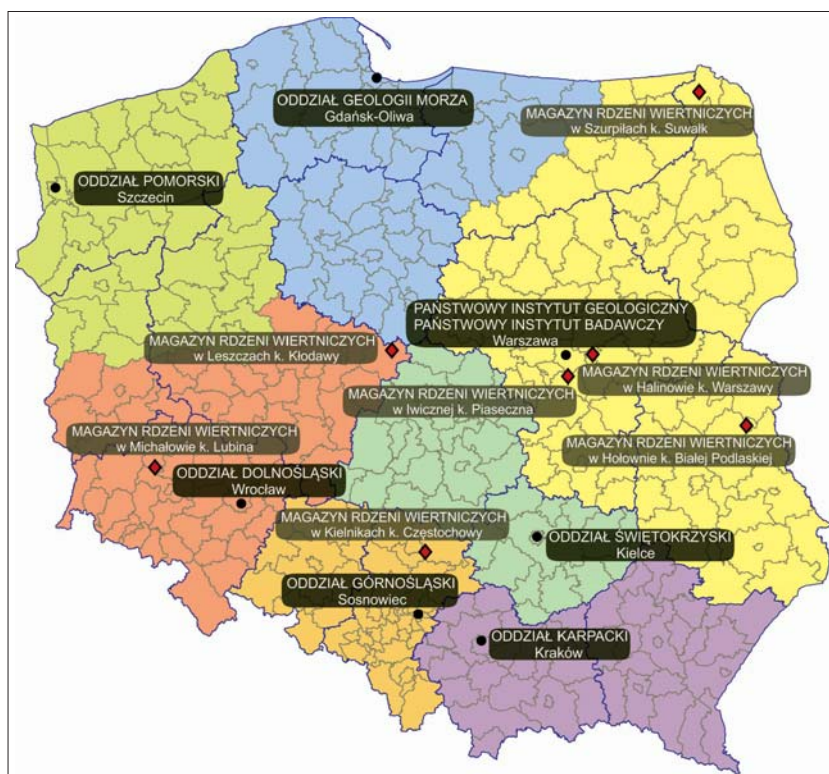 ODDZIAŁ GEOLOGII MORZA
Gdańsk-Oliwa
MAGAZYN RDZENI WIERTNICZYCH
w Szurpiłach k. Suwałk
ODDZIAŁ POMORSKI
Szczecin
PAŃSTWOWY INSTYTUT GEOLOGICZNY
PAŃSTWOWY INSTYTUT BADAWCZY
Warszawa
MAGAZYN RDZENI WIERTNICZYCH
w Leszczach k. Kłodawy
MAGAZYN RDZENI WIERTNICZYCH
w Halinowie k. Warszawy
MAGAZYN RDZENI WIERTNICZYCH
w Iwicznej k. Piaseczna
MAGAZYN RDZENI WIERTNICZYCH
w Michałowie k. Lubina
MAGAZYN RDZENI WIERTNICZYCH
w Hołownie k. Białej Podlaskiej
ODDZIAŁ DOLNOŚLĄSKI
Wrocław
MAGAZYN RDZENI WIERTNICZYCH
w Kielnikach k. Częstochowy
ODDZIAŁ ŚWIĘTOKRZYSKI
Kielce
ODDZIAŁ GÓRNOŚLĄSKI
Sosnowiec
ODDZIAŁ KARPACKI
Kraków